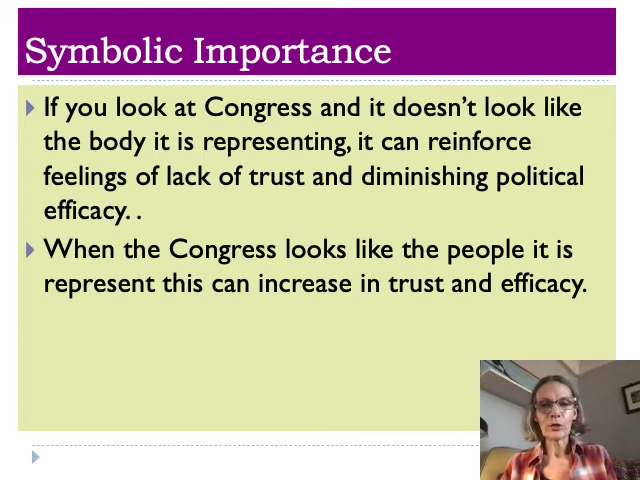 Symbolic Importance
If you look at Congress and it doesn't look like
the body it is representing, it can reinforce
feelings of lack of trust and diminishing political
efficacy. .
When the Congress looks like the people it is
represent this can increase in trust and efficacy.